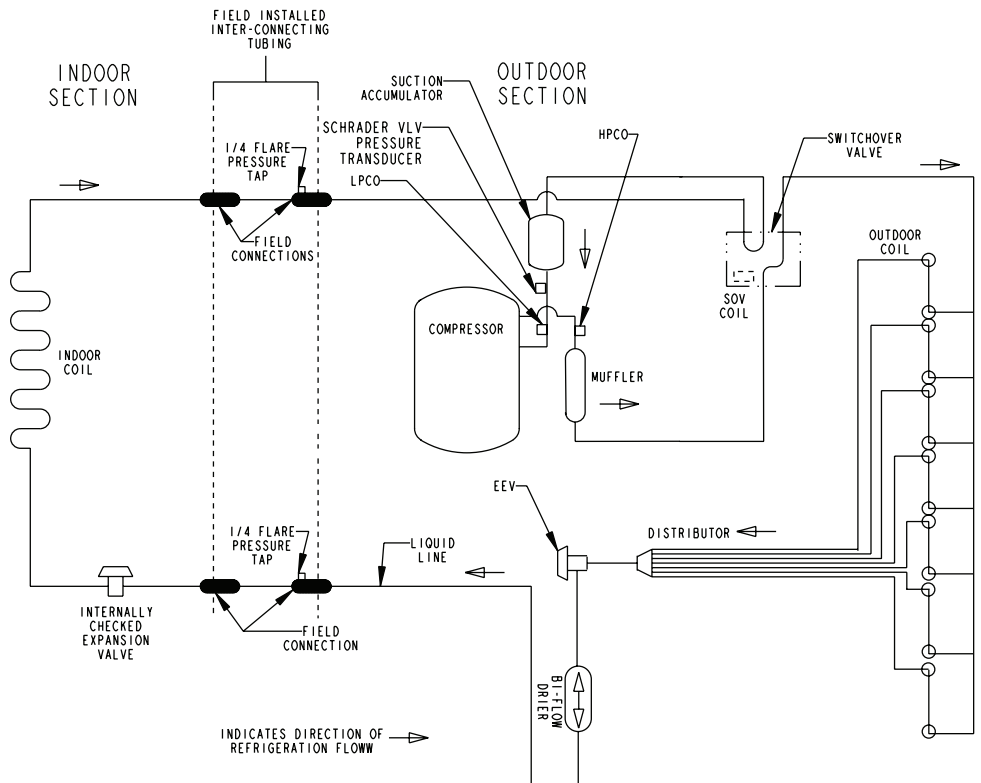 FIELD INSTALLED
INTER-CONNECTING
TUBING
INDOOR
SECTION
OUTDOOR
SECTION
SUCTION
ACCUMULATOR
SCHRADER VLV
PRESSURE
TRANSDUCER
LPCO
HPCO
SWITCHOVER
VALVE
1/4 FLARE
PRESSURE
TAP
FIELD
CONNECTIONS
OUTDOOR
COIL
SOV
COIL
COMPRESSOR
INDOOR
COIL
MUFFLER
EEV
1/4 FLARE
PRESSURE
TAP
LIQUID
LINE
DISTRIBUTOR
INTERNALLY
CHECKED
EXPANSION
VALVE
FIELD
CONNECTION
BI-FLOW
DRIER
INDICATES DIRECTION OF
REFRIGERATION FLOWW